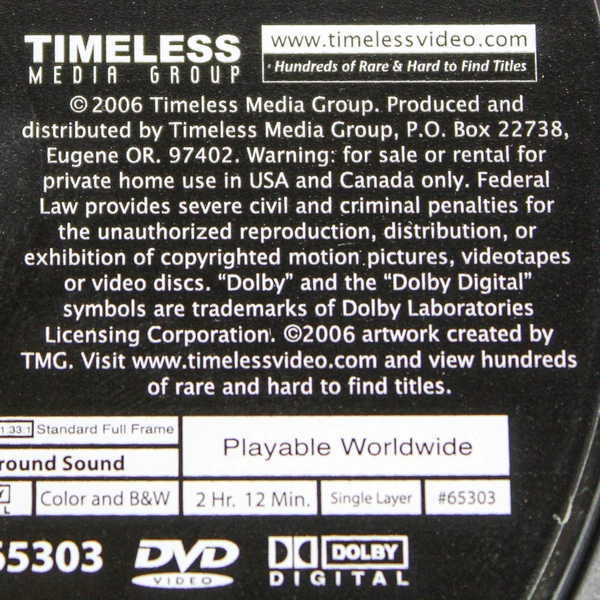 TIMELESS
MEDIA GROUP
www.timelessvideo.com
Hundreds of Rare & Hard to Find Titles
©2006 Timeless Media Group. Produced and
distributed by Timeless Media Group, P.O. Box 22738,
Eugene OR. 97402. Warning: for sale or rental for
private home use in USA and Canada only. Federal
Law provides severe civil and criminal penalties for
the unauthorized reproduction, distribution, or
exhibition of copyrighted motion pictures, videotapes
or video discs. “Dolby” and the “Dolby Digital”
symbols are trademarks of Dolby Laboratories
Licensing Corporation. ©2006 artwork created by
TMG. Visit www.timelessvideo.com and view hundreds
of rare and hard to find titles.
1.33:1 Standard Full Frame
Playable Worldwide
round Sound
Color and B&W 2 Hr. 12 Min. Single Layer #65303
65303
DVD
VIDEO
DOLBY
DIGITAL